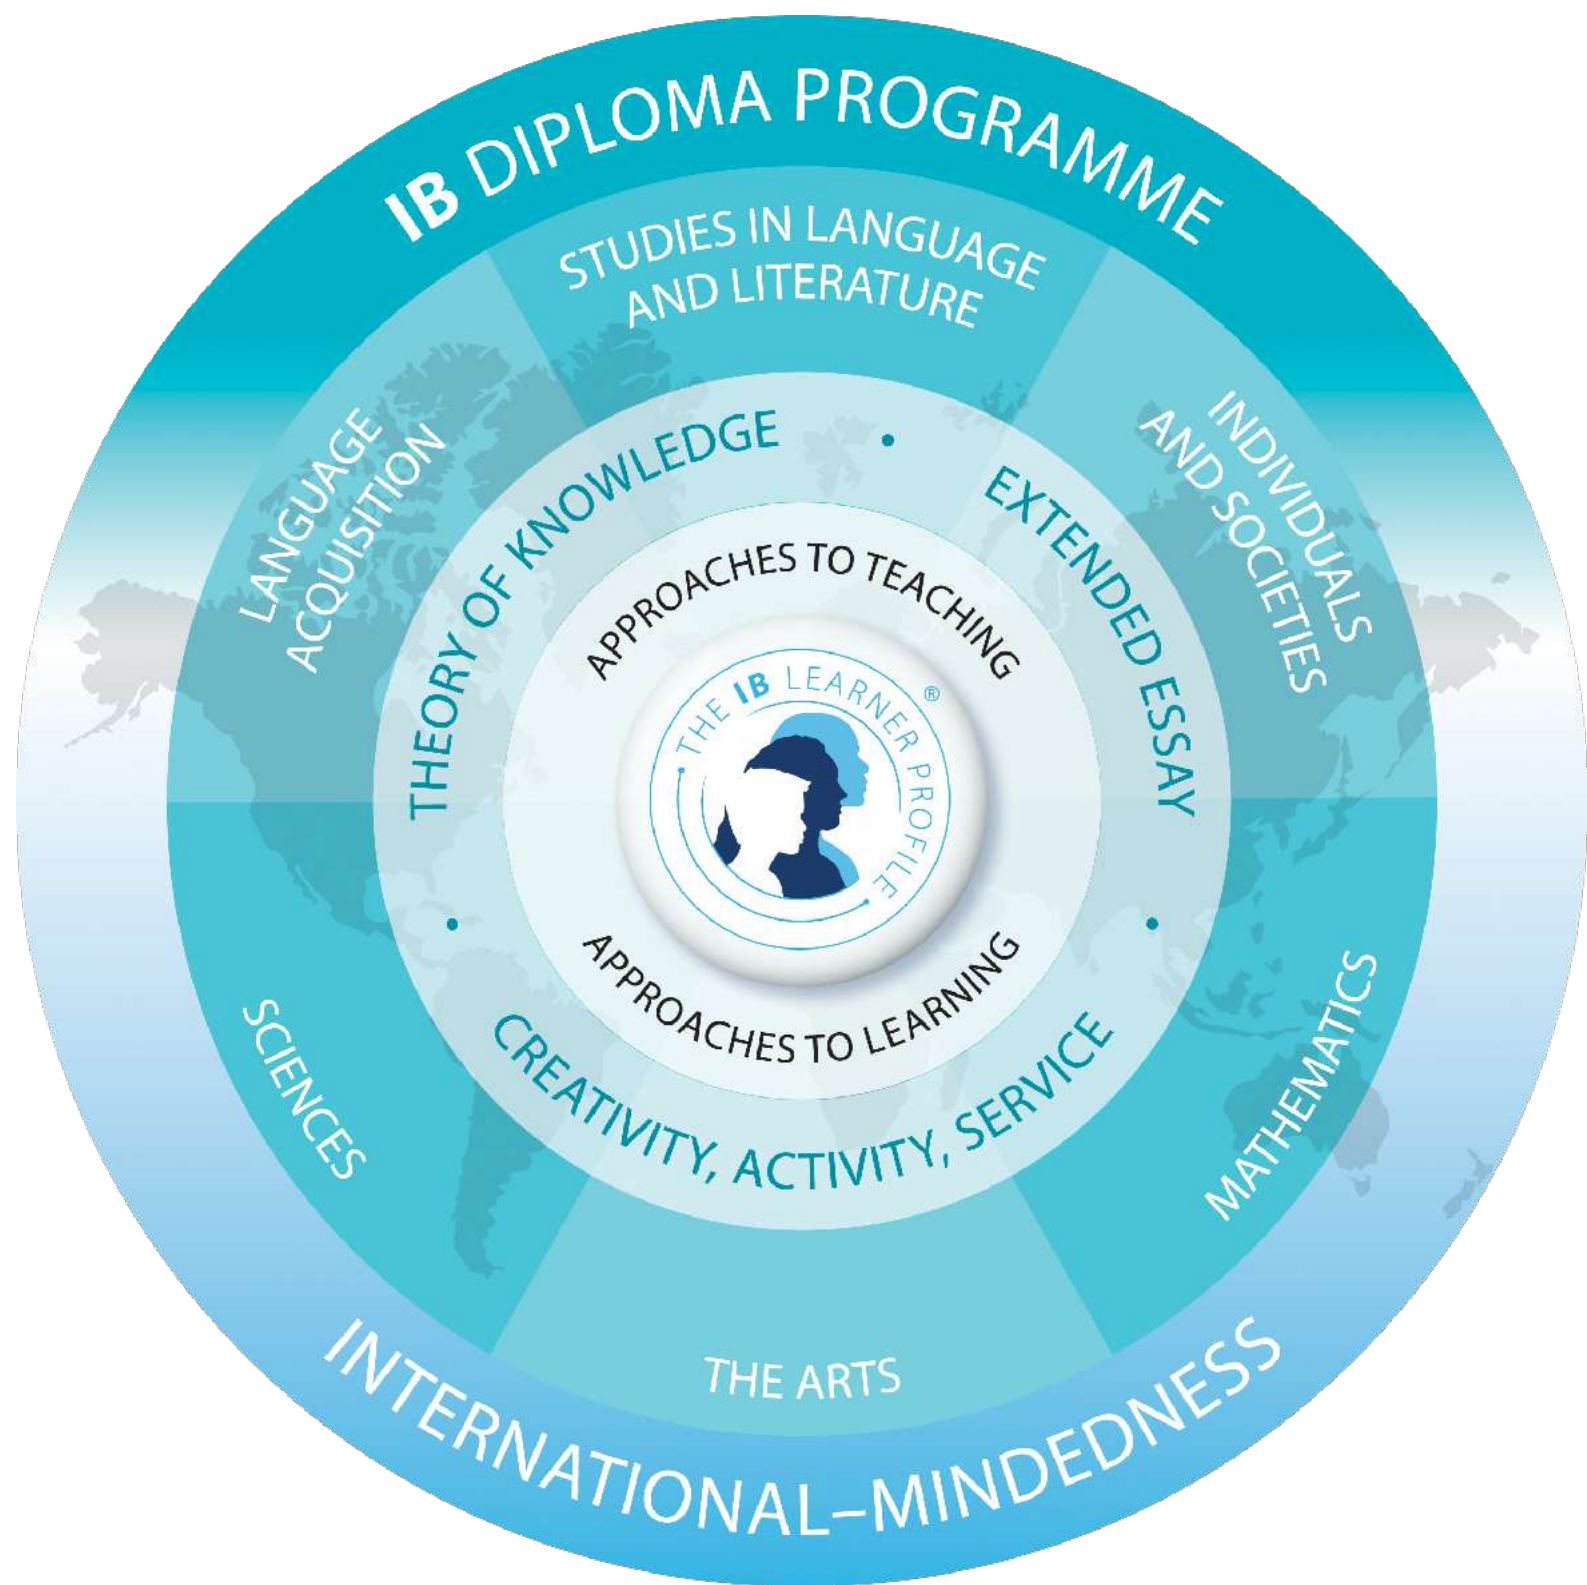 IB DIPLOMA PROGRAMME
STUDIES IN LANGUAGE
AND LITERATURE
LANGUAGE
ACQUISITION
INDIVIDUALS
AND SOCIETIES
THEORY OF KNOWLEDGE
•
EXTENDED ESSAY
APPROACHES TO TEACHING
THE IB LEARNER PROFILE
®
APPROACHES TO LEARNING
•
CREATIVITY, ACTIVITY, SERVICE
•
SCIENCES
MATHEMATICS
THE ARTS
INTERNATIONAL–MINDEDNESS